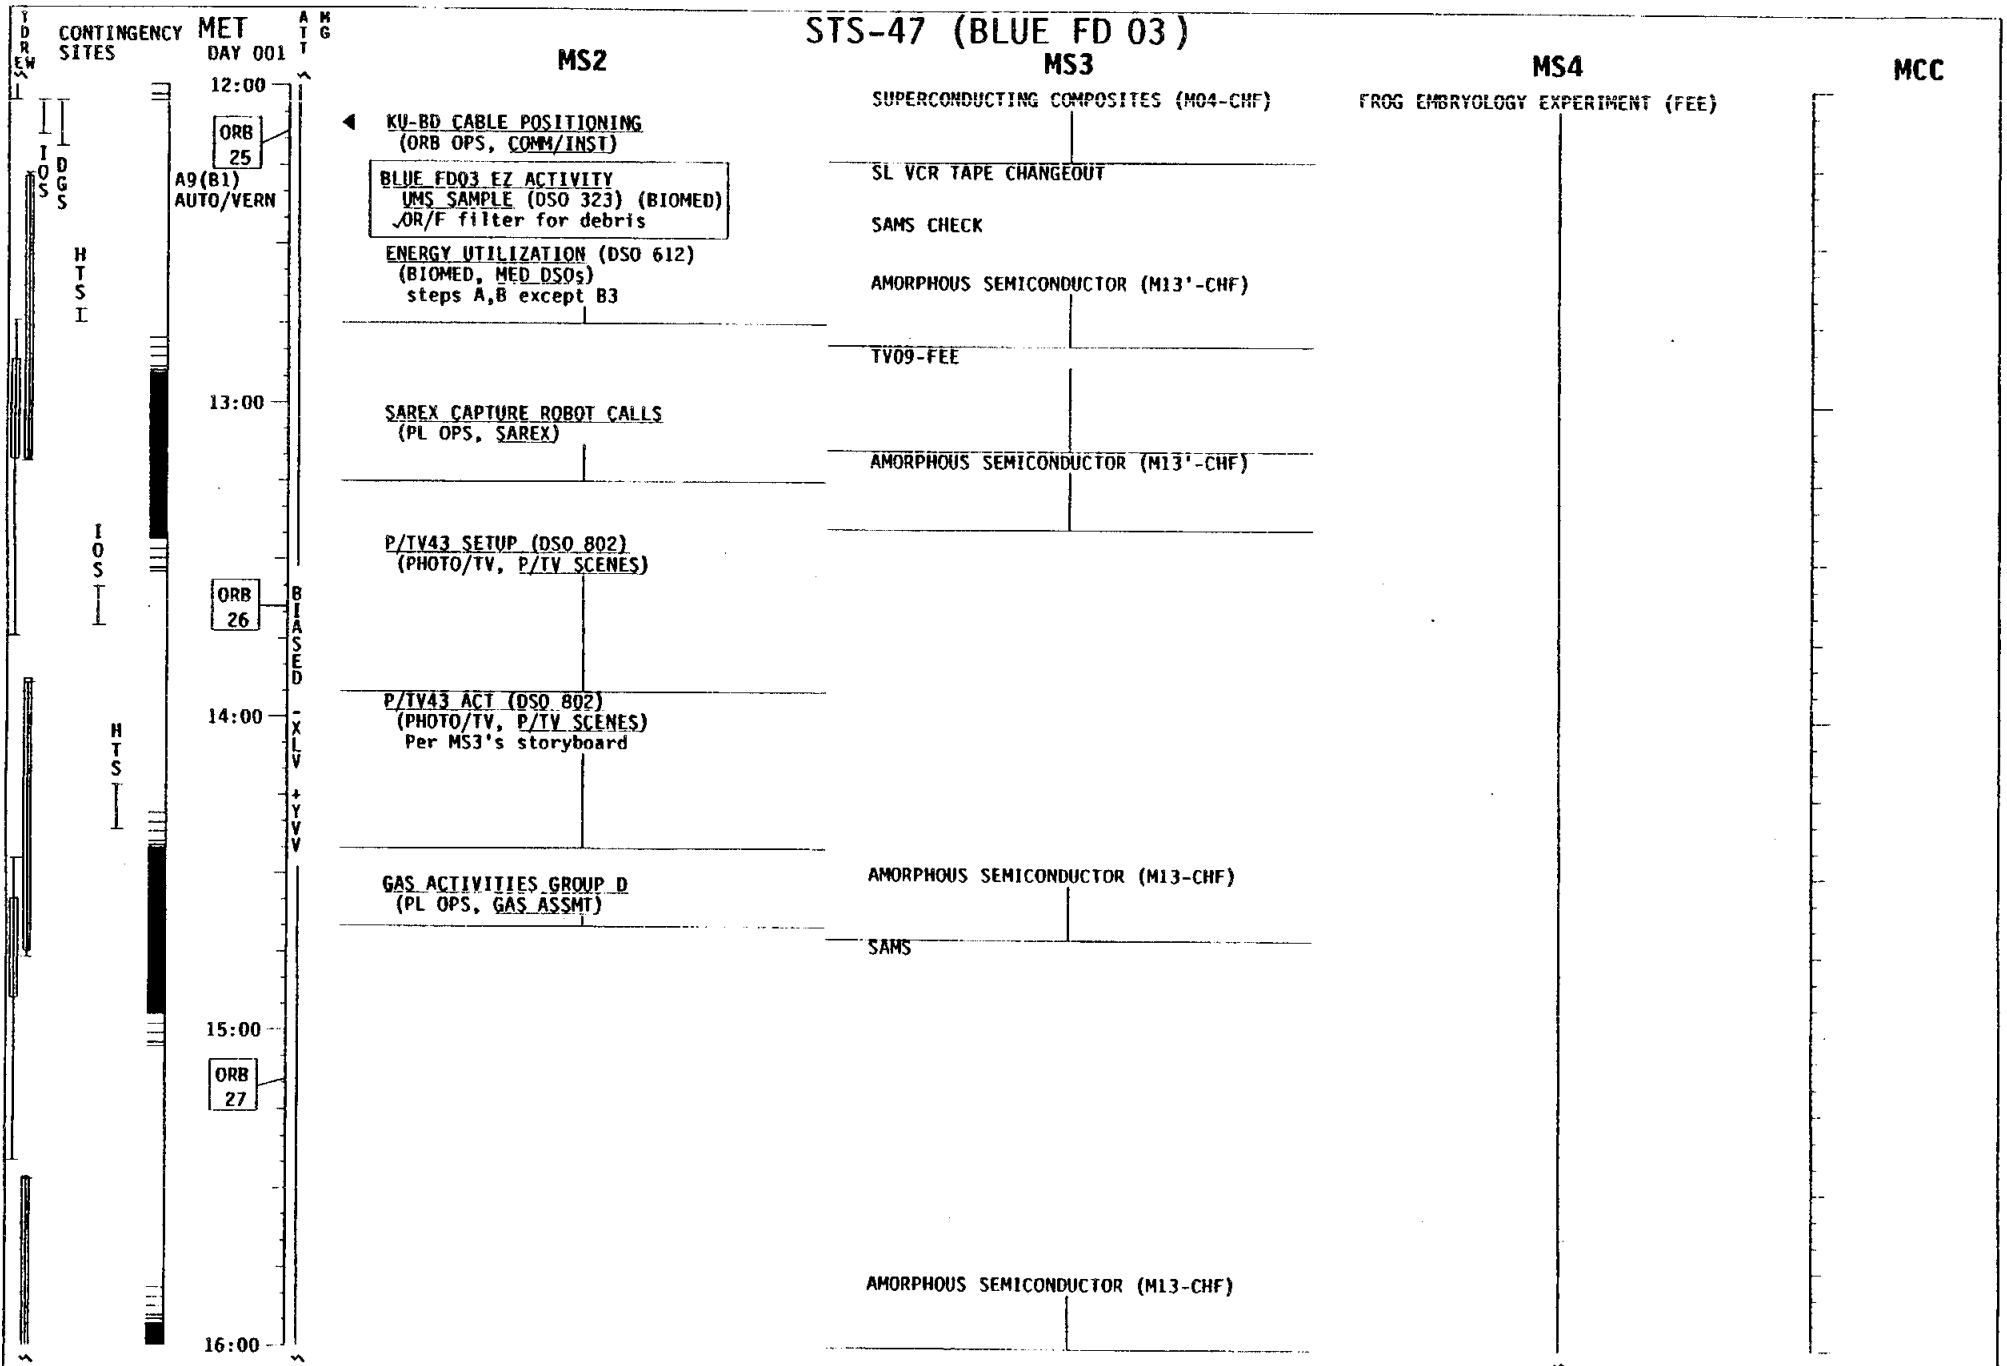 STS-47 (BLUE FD 03)
TDRE W
CONTINGENCY SITES
MET
DAY 001
ATT
MG
MS2
MS3
MS4
MCC
12:00
ORB
25
IOS
DGS
A9(B1)
AUTO/VERN
HTS
13:00
IOS
ORB
26
BIASED -XLV +YVV
14:00
HTS
15:00
ORB
27
16:00
KU-BD CABLE POSITIONING
(ORB OPS, COMM/INST)
BLUE FD03 EZ ACTIVITY
UMS SAMPLE (DSO 323) (BIOMED)
√OR/F filter for debris
ENERGY UTILIZATION (DSO 612)
(BIOMED, MED DSOs)
steps A,B except B3
SAREX CAPTURE ROBOT CALLS
(PL OPS, SAREX)
P/TV43 SETUP (DSO 802)
(PHOTO/TV, P/TV SCENES)
P/TV43 ACT (DSO 802)
(PHOTO/TV, P/TV SCENES)
Per MS3's storyboard
GAS ACTIVITIES GROUP D
(PL OPS, GAS ASSMT)
SUPERCONDUCTING COMPOSITES (M04-CHF)
SL VCR TAPE CHANGEOUT
SAMS CHECK
AMORPHOUS SEMICONDUCTOR (M13'-CHF)
TV09-FEE
AMORPHOUS SEMICONDUCTOR (M13'-CHF)
AMORPHOUS SEMICONDUCTOR (M13-CHF)
SAMS
AMORPHOUS SEMICONDUCTOR (M13-CHF)
FROG EMBRYOLOGY EXPERIMENT (FEE)